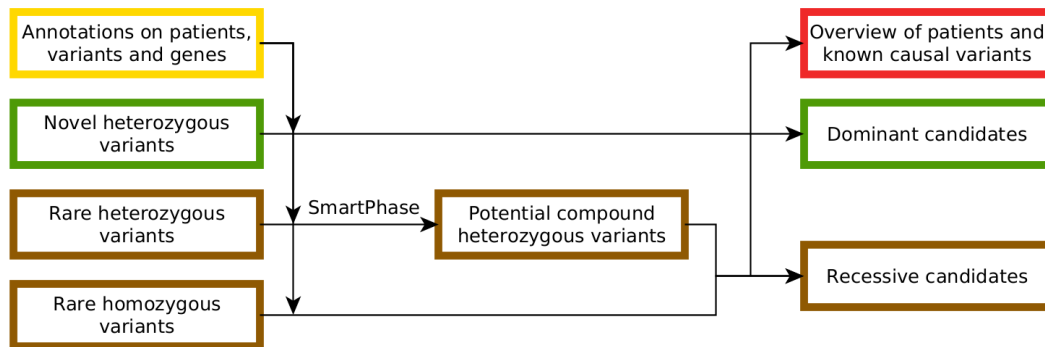 Annotations on patients,
variants and genes
Overview of patients and
known causal variants
Novel heterozygous
variants
Dominant candidates
Rare heterozygous
variants
SmartPhase
Potential compound
heterozygous variants
Recessive candidates
Rare homozygous
variants